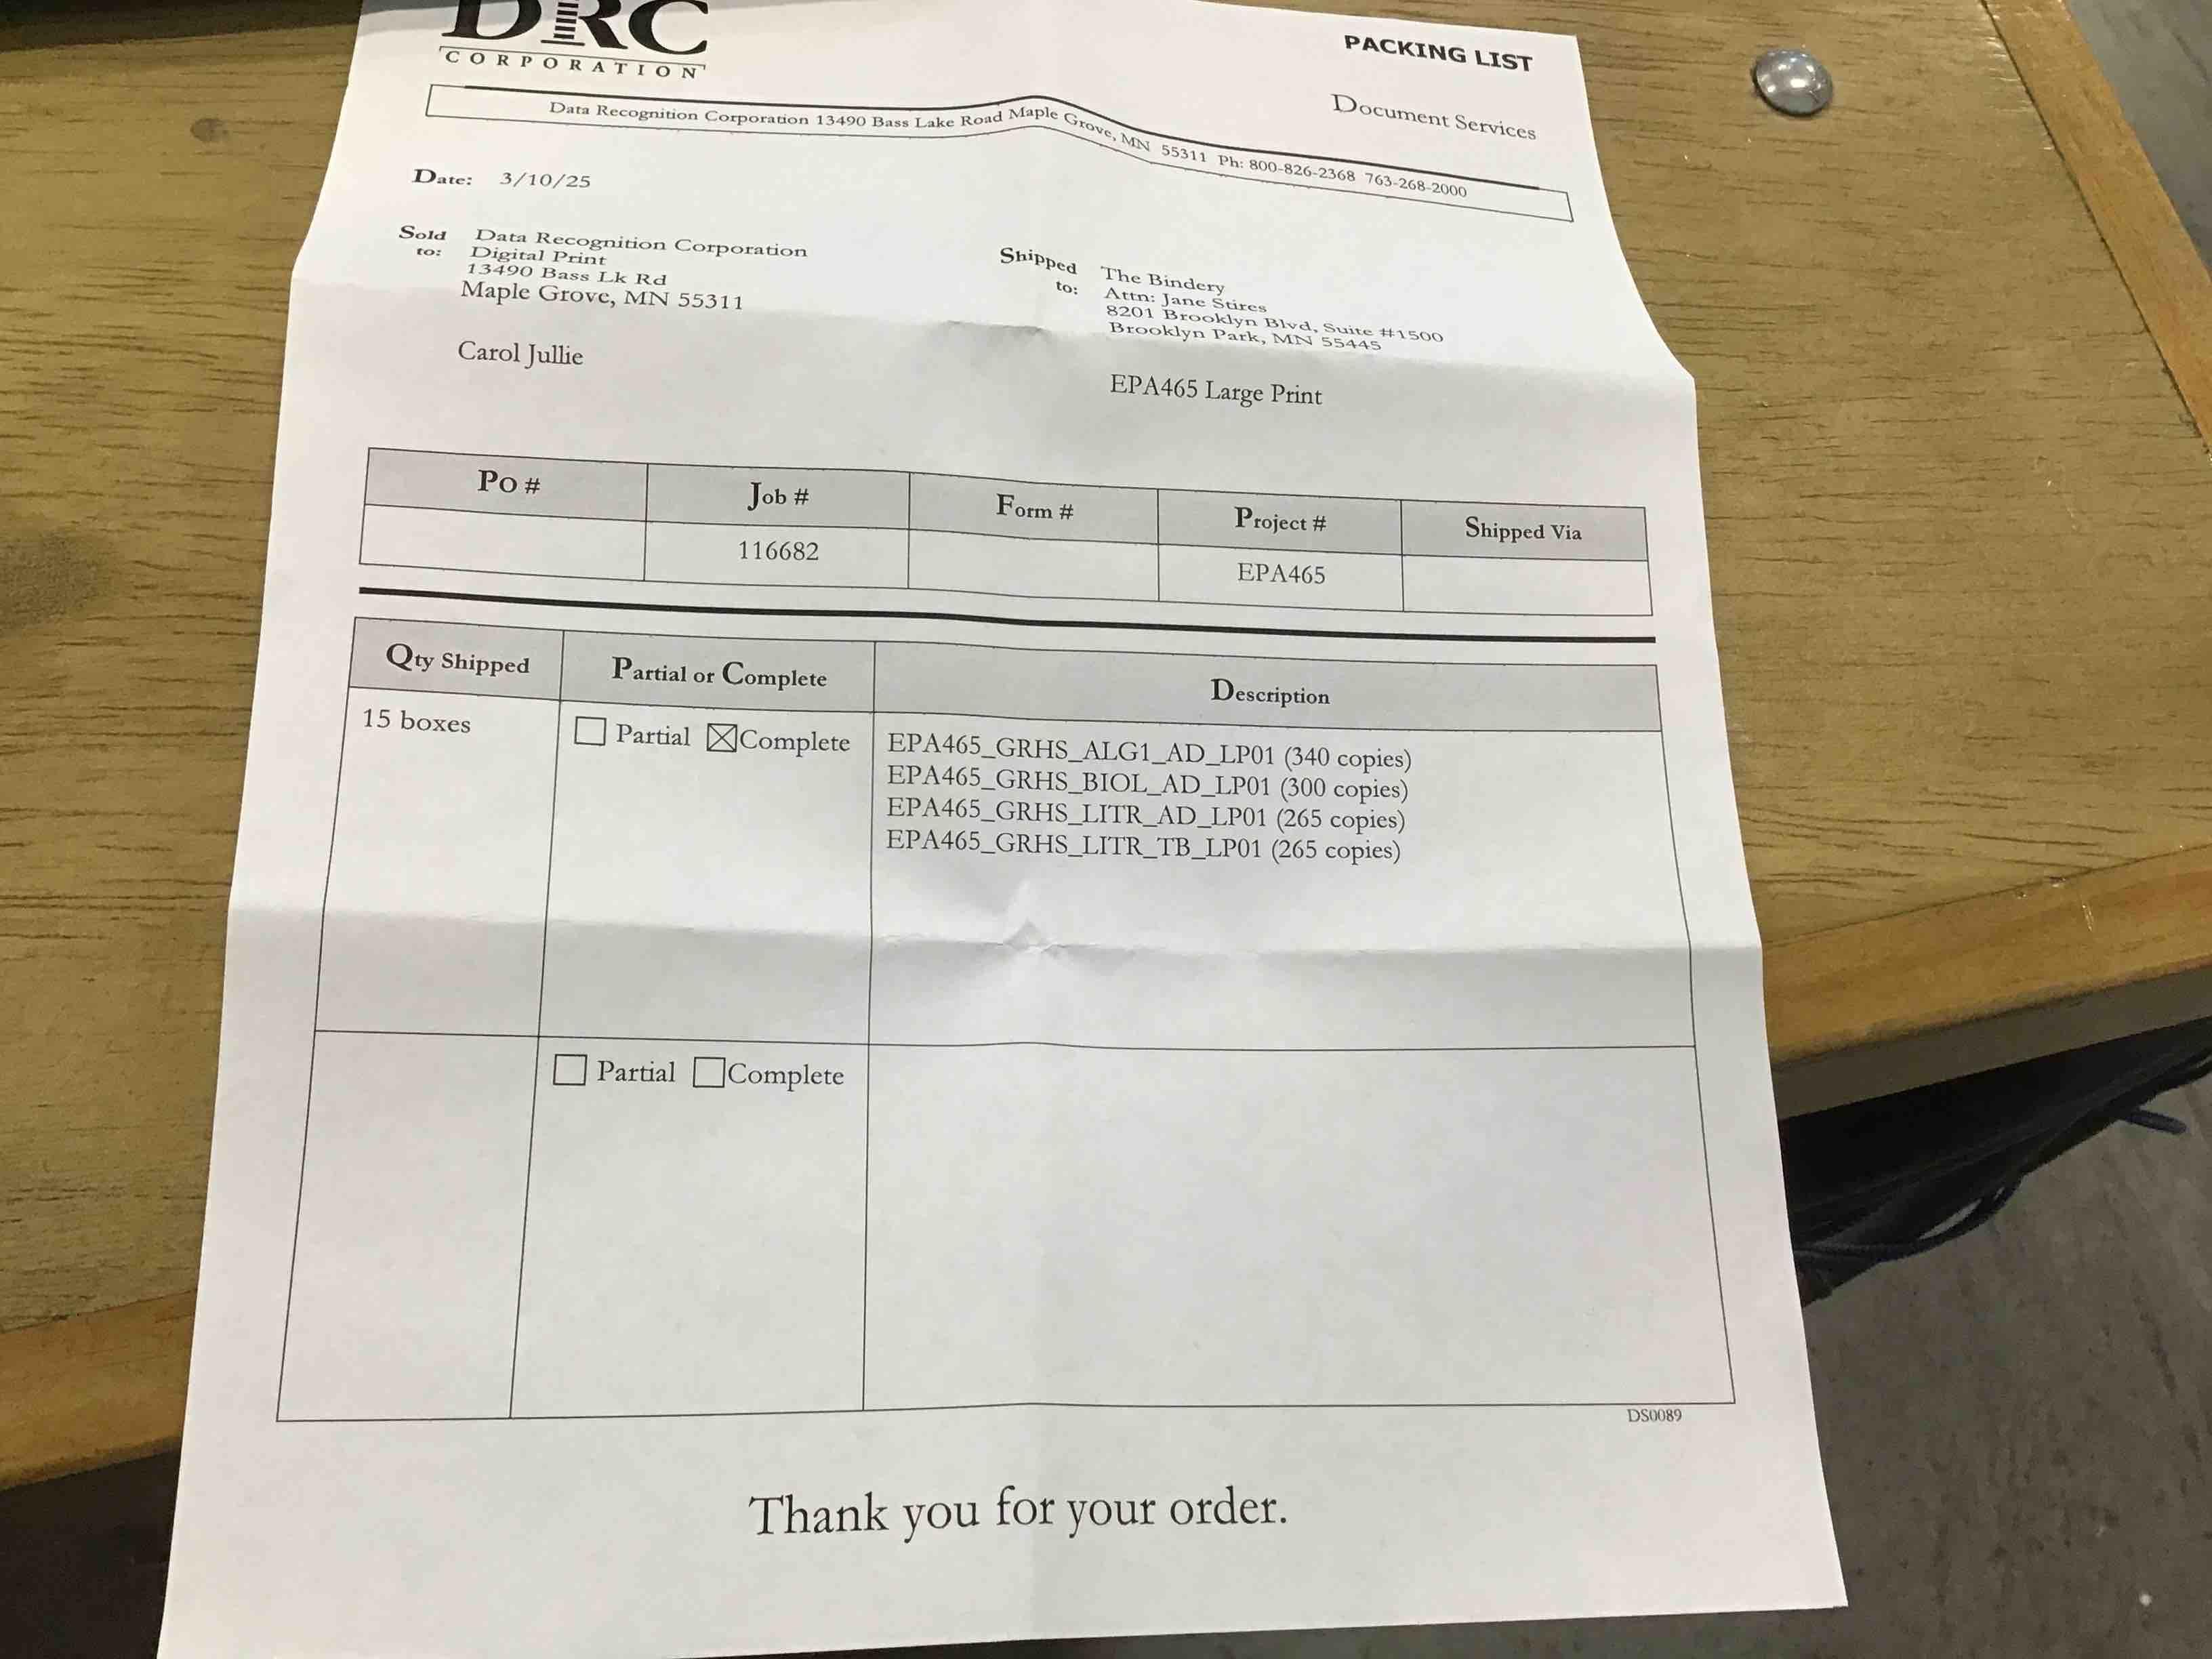 DRC
CORPORATION
PACKING LIST
Document Services
Data Recognition Corporation 13490 Bass Lake Road Maple Grove, MN 55311 Ph: 800-826-2368 763-268-2000
Date: 3/10/25
Sold to: Data Recognition Corporation
Digital Print
13490 Bass Lk Rd
Maple Grove, MN 55311
Carol Jullie
Shipped to: The Bindery
Attn: Jane Stires
8201 Brooklyn Blvd, Suite #1500
Brooklyn Park, MN 55445
EPA465 Large Print
Po # Job # Form # Project # Shipped Via
116682 EPA465
Qty Shipped Partial or Complete Description
15 boxes Partial Complete EPA465_GRHS_ALG1_AD_LP01 (340 copies)
EPA465_GRHS_BIOL_AD_LP01 (300 copies)
EPA465_GRHS_LITR_AD_LP01 (265 copies)
EPA465_GRHS_LITR_TB_LP01 (265 copies)
Partial Complete
DS0089
Thank you for your order.